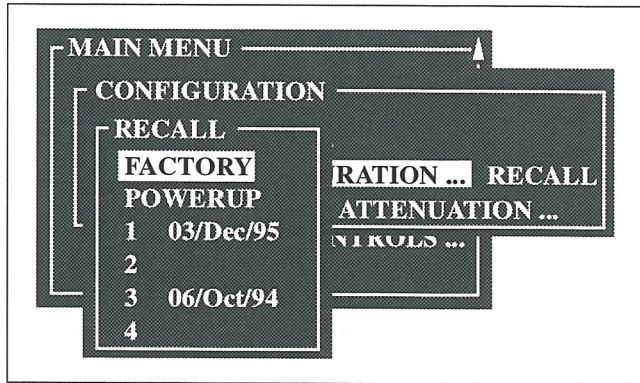 MAIN MENU
CONFIGURATION
RECALL
FACTORY
RATION ... RECALL
POWERUP
ATTENUATION ...
1 03/Dec/95
NTROLS ...
2
3 06/Oct/94
4